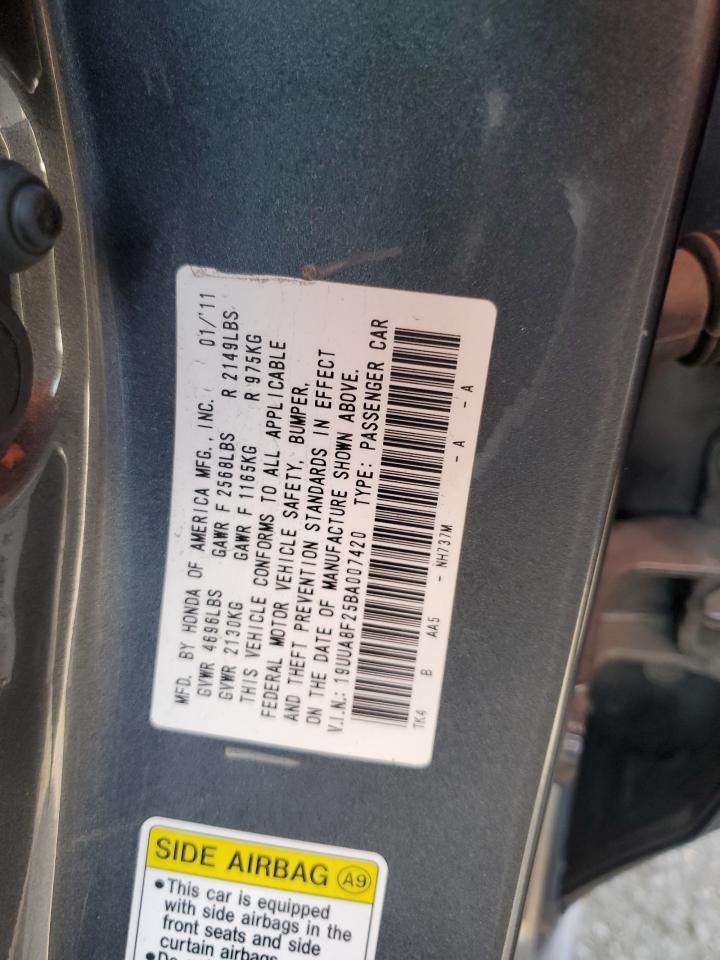 MFD. BY HONDA OF AMERICA MFG., INC. 01/'11
GVWR 4696LBS GAWR F 2568LBS R 2149LBS
GVWR 2130KG GAWR F 1165KG R 975KG
THIS VEHICLE CONFORMS TO ALL APPLICABLE
FEDERAL MOTOR VEHICLE SAFETY, BUMPER,
AND THEFT PREVENTION STANDARDS IN EFFECT
ON THE DATE OF MANUFACTURE SHOWN ABOVE.
V.I.N.: 19UUA8F25BA007420 TYPE: PASSENGER CAR
TK4 B AA5 - NH737M - A - A
SIDE AIRBAG A9
•This car is equipped
with side airbags in the
front seats and side
curtain airbags